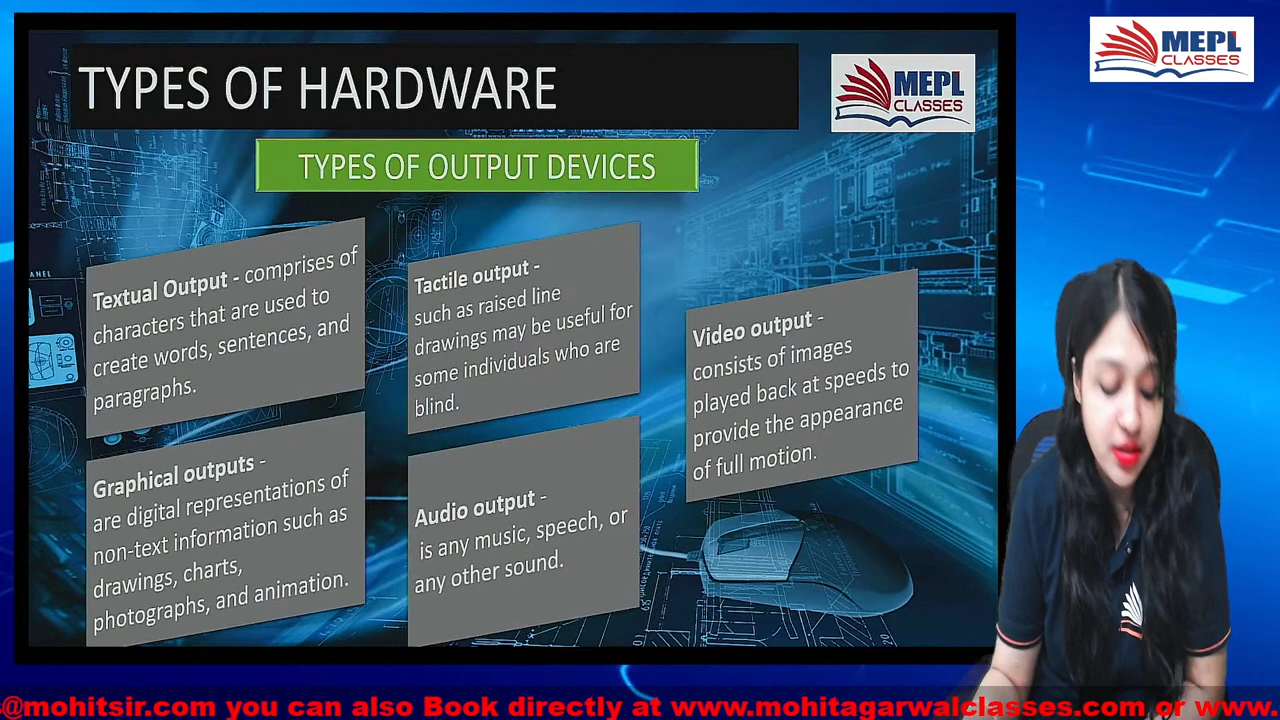 TYPES OF HARDWARE
MEPL
CLASSES
MEPL
CLASSES
TYPES OF OUTPUT DEVICES
Textual Output - comprises of
characters that are used to
create words, sentences, and
paragraphs.
Tactile output -
such as raised line
drawings may be useful for
some individuals who are
blind.
Video output -
consists of images
played back at speeds to
provide the appearance
of full motion.
Graphical outputs -
are digital representations of
non-text information such as
drawings, charts,
photographs, and animation.
Audio output -
is any music, speech, or
any other sound.
s@mohitsir.com you can also Book directly at www.mohitagarwalclasses.com or www.